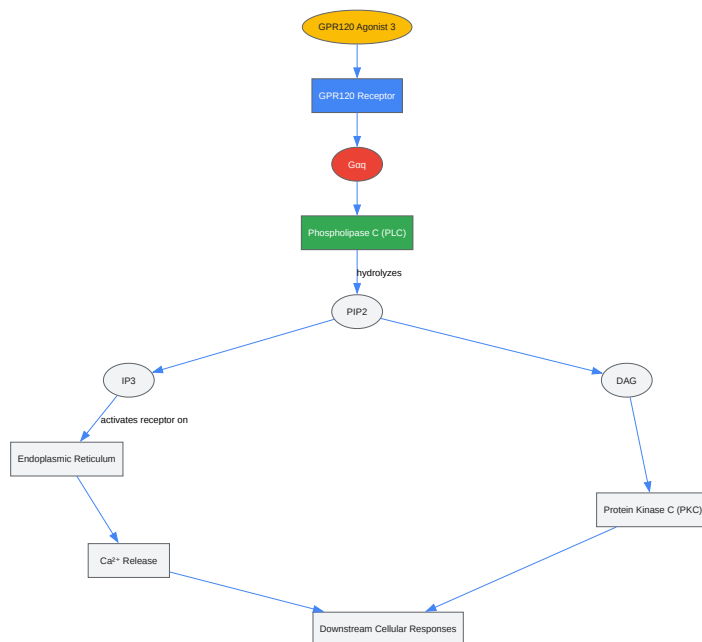 GPR120 Agonist 3
GPR120 Receptor
Gαq
Phospholipase C (PLC)
hydrolyzes
PIP2
IP3
DAG
activates receptor on
Endoplasmic Reticulum
Protein Kinase C (PKC)
Ca²⁺ Release
Downstream Cellular Responses